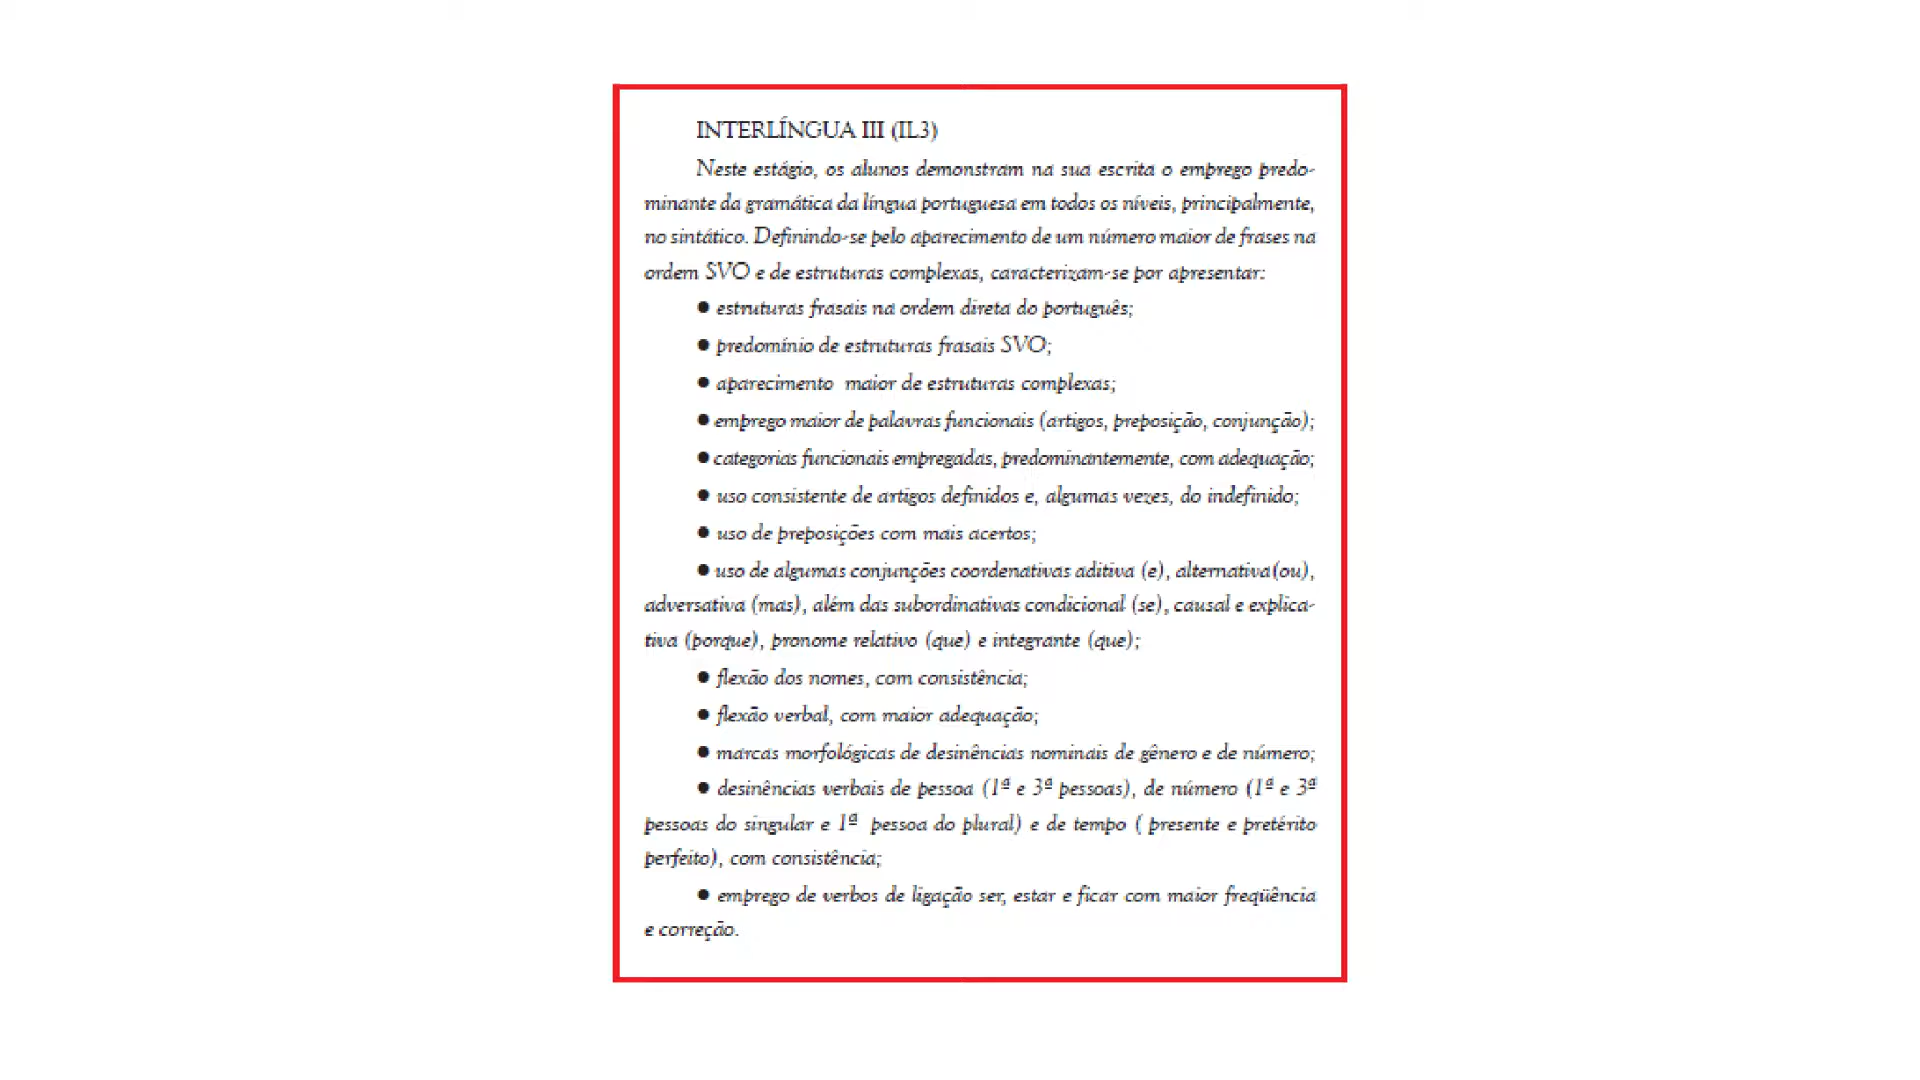 INTERLÍNGUA III (IL3)
Neste estágio, os alunos demonstram na sua escrita o emprego predo-
minante da gramática da língua portuguesa em todos os níveis, principalmente,
no sintático. Definindo-se pelo aparecimento de um número maior de frases na
ordem SVO e de estruturas complexas, caracterizam-se por apresentar:
● estruturas frasais na ordem direta do português;
● predomínio de estruturas frasais SVO;
● aparecimento maior de estruturas complexas;
● emprego maior de palavras funcionais (artigos, preposição, conjunção);
● categorias funcionais empregadas, predominantemente, com adequação;
● uso consistente de artigos definidos e, algumas vezes, do indefinido;
● uso de preposições com mais acertos;
● uso de algumas conjunções coordenativas aditiva (e), alternativa(ou),
adversativa (mas), além das subordinativas condicional (se), causal e explica-
tiva (porque), pronome relativo (que) e integrante (que);
● flexão dos nomes, com consistência;
● flexão verbal, com maior adequação;
● marcas morfológicas de desinências nominais de gênero e de número;
● desinências verbais de pessoa (1ª e 3ª pessoas), de número (1ª e 3ª
pessoas do singular e 1ª pessoa do plural) e de tempo ( presente e pretérito
perfeito), com consistência;
● emprego de verbos de ligação ser, estar e ficar com maior freqüência
e correção.